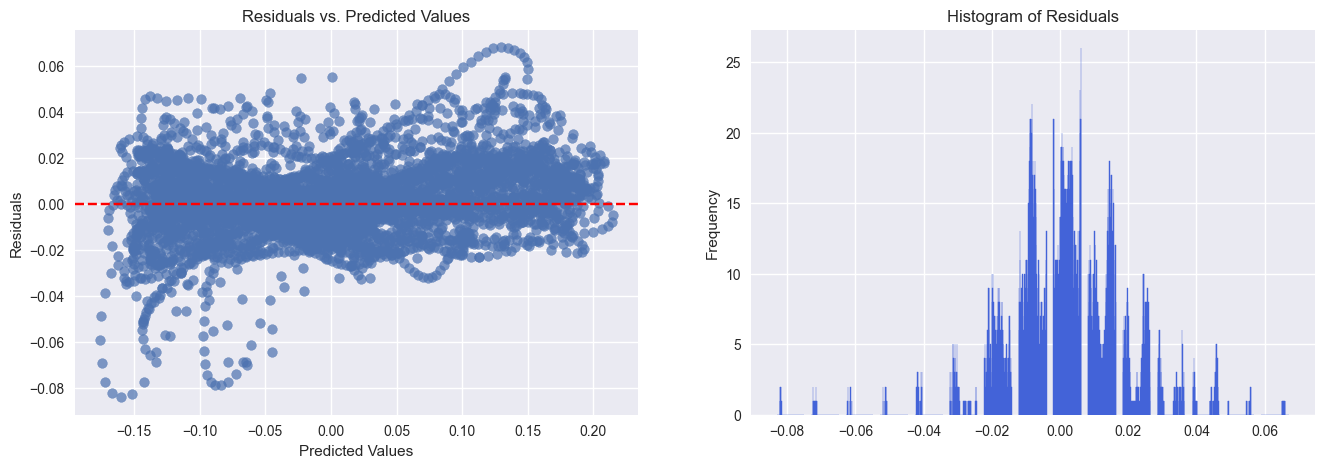 Residuals vs. Predicted Values
0.06
0.04
0.02
0.00
−0.02
−0.04
−0.06
−0.08
Residuals
−0.15 −0.10 −0.05 0.00 0.05 0.10 0.15 0.20
Predicted Values
Histogram of Residuals
25
20
15
10
5
0
Frequency
−0.08 −0.06 −0.04 −0.02 0.00 0.02 0.04 0.06